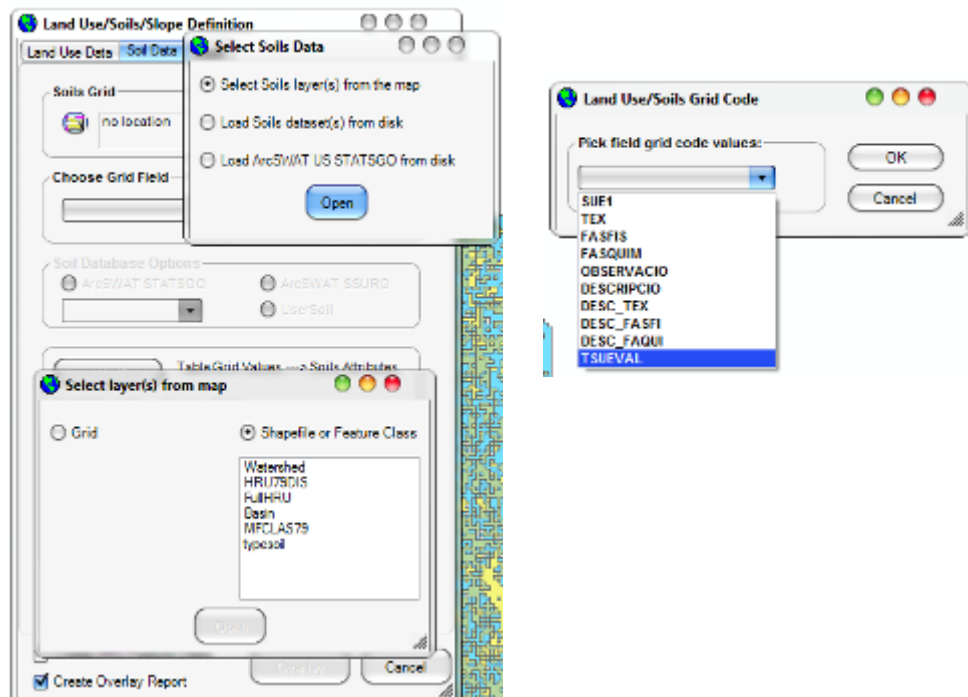 Land Use/Soils/Slope Definition
Land Use Data Soil Data
Soils Grid
no location
Choose Grid Field
Soil Database Options
ArcSWAT STATSGO
ArcSWAT SSURG
User Soil
Table Grid Values ---> Soils Attributes
Create Overlay Report
Overlay
Cancel
Select Soils Data
Select Soils layer(s) from the map
Load Soils dataset(s) from disk
Load ArcSWAT US STATSGO from disk
Open
Select layer(s) from map
Grid
Shapefile or Feature Class
Watershed
HRU79DIS
FullHRU
Basin
MFCLAS79
typesoil
Open
Land Use/Soils Grid Code
Pick field grid code values:
OK
Cancel
SUE1
TEX
FASFIS
FASQUIM
OBSERVACIO
DESCRIPCIO
DESC_TEX
DESC_FASFI
DESC_FAQUI
TSUEVAL